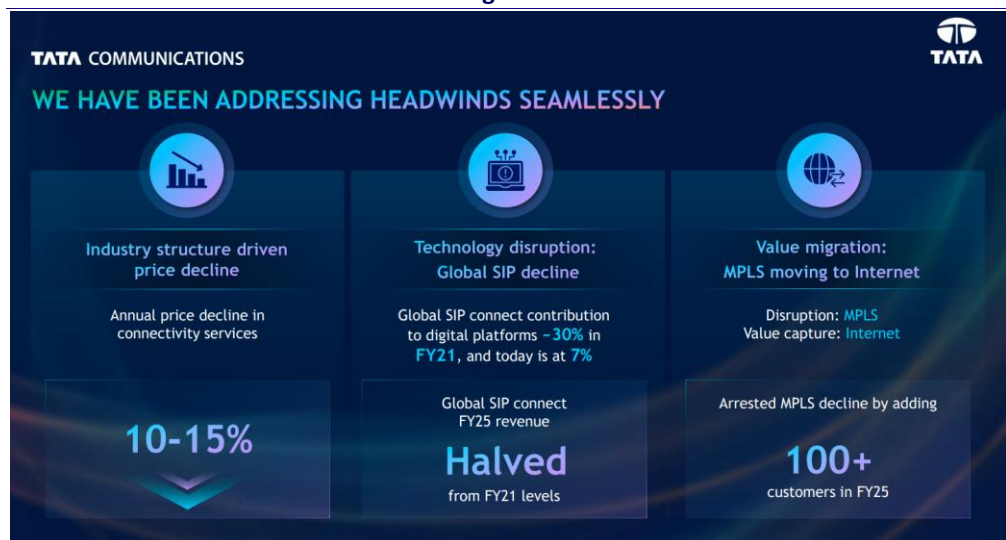 TATA COMMUNICATIONS
TATA
WE HAVE BEEN ADDRESSING HEADWINDS SEAMLESSLY
Industry structure driven
price decline
Annual price decline in
connectivity services
10-15%
Technology disruption:
Global SIP decline
Global SIP connect contribution
to digital platforms ~30% in
FY21, and today is at 7%
Global SIP connect
FY25 revenue
Halved
from FY21 levels
Value migration:
MPLS moving to Internet
Disruption: MPLS
Value capture: Internet
Arrested MPLS decline by adding
100+
customers in FY25